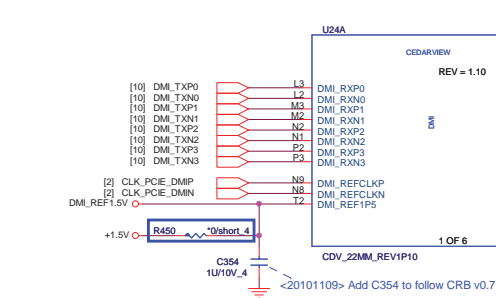 U24A
CEDARVIEW
REV = 1.10
[10] DMI_TXP0 L3 DMI_RXP0
[10] DMI_TXN0 L2 DMI_RXN0
[10] DMI_TXP1 M3 DMI_RXP1
[10] DMI_TXN1 M2 DMI_RXN1
[10] DMI_TXP2 N2 DMI_RXP2
[10] DMI_TXN2 N1 DMI_RXN2
[10] DMI_TXP3 P2 DMI_RXP3
[10] DMI_TXN3 P3 DMI_RXN3
DMI
[2] CLK_PCIE_DMIP N9 DMI_REFCLKP
[2] CLK_PCIE_DMIN N8 DMI_REFCLKN
DMI_REF1.5V T2 DMI_REF1P5
+1.5V R450 *0/short_4
1 OF 6
CDV_22MM_REV1P10
C354
1U/10V_4
<20101109> Add C354 to follow CRB v0.7